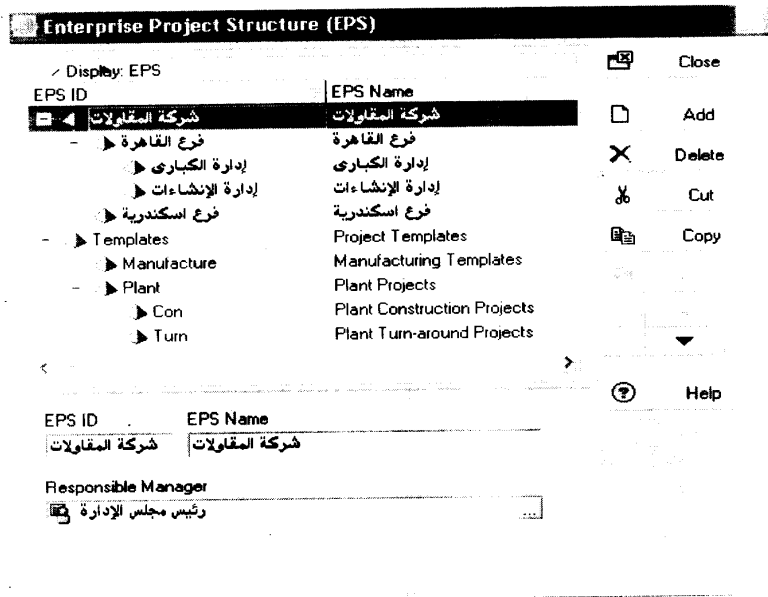 Enterprise Project Structure (EPS)
Display: EPS
EPS ID EPS Name
شركة المقاولات شركة المقاولات
فرع القاهرة فرع القاهرة
إدارة الكبارى إدارة الكبارى
إدارة الإنشاءات إدارة الإنشاءات
فرع اسكندرية فرع اسكندرية
Templates Project Templates
Manufacture Manufacturing Templates
Plant Plant Projects
Con Plant Construction Projects
Turn Plant Turn-around Projects
EPS ID EPS Name
شركة المقاولات شركة المقاولات
Responsible Manager
رئيس مجلس الإدارة ...
Close
Add
Delete
Cut
Copy
Help